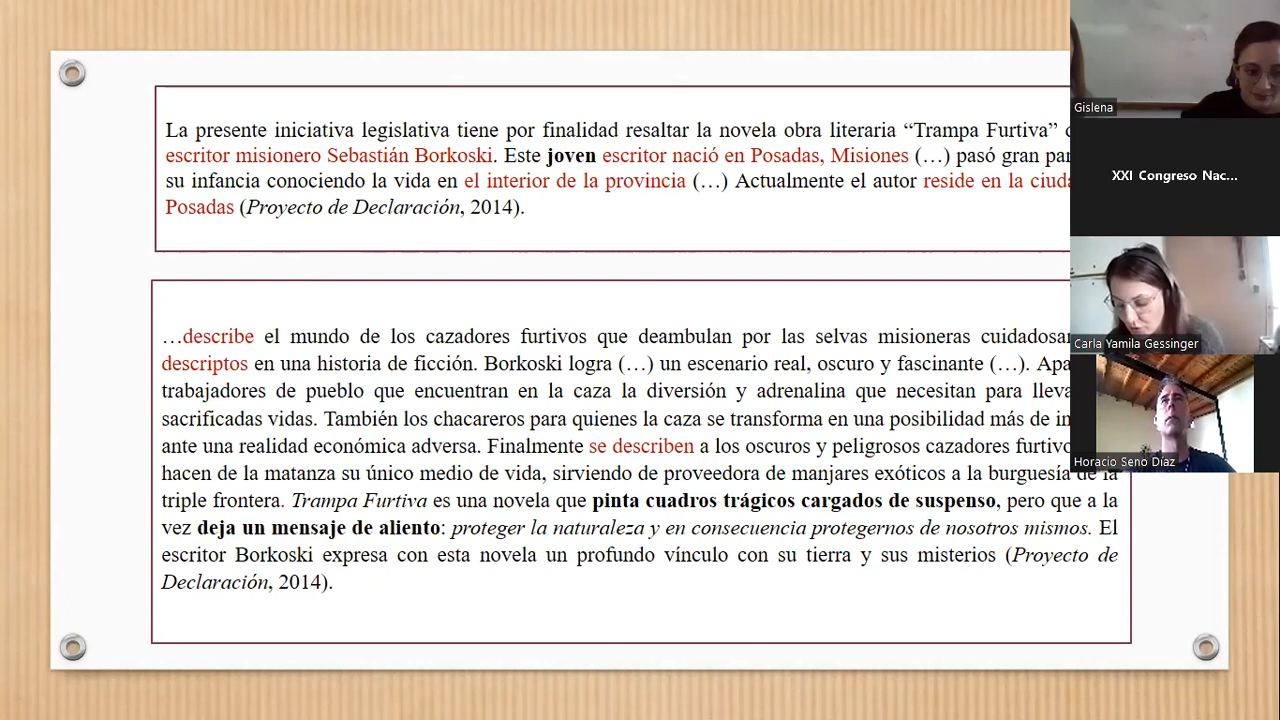 La presente iniciativa legislativa tiene por finalidad resaltar la novela obra literaria “Trampa Furtiva”
escritor misionero Sebastián Borkoski. Este joven escritor nació en Posadas, Misiones (…) pasó gran
su infancia conociendo la vida en el interior de la provincia (…) Actualmente el autor reside en la
Posadas (Proyecto de Declaración, 2014).
…describe el mundo de los cazadores furtivos que deambulan por las selvas misioneras
descriptos en una historia de ficción. Borkoski logra (…) un escenario real, oscuro y fascinante (…).
trabajadores de pueblo que encuentran en la caza la diversión y adrenalina que necesitan para
sacrificadas vidas. También los chacareros para quienes la caza se transforma en una posibilidad más de
ante una realidad económica adversa. Finalmente se describen a los oscuros y peligrosos cazadores
hacen de la matanza su único medio de vida, sirviendo de proveedora de manjares exóticos a la burguesía de la
triple frontera. Trampa Furtiva es una novela que pinta cuadros trágicos cargados de suspenso, pero que a la
vez deja un mensaje de aliento: proteger la naturaleza y en consecuencia protegernos de nosotros mismos. El
escritor Borkoski expresa con esta novela un profundo vínculo con su tierra y sus misterios (Proyecto de
Declaración, 2014).
Gislena
XXI Congreso Nac...
Carla Yamila Gessinger
Horacio Seno Díaz